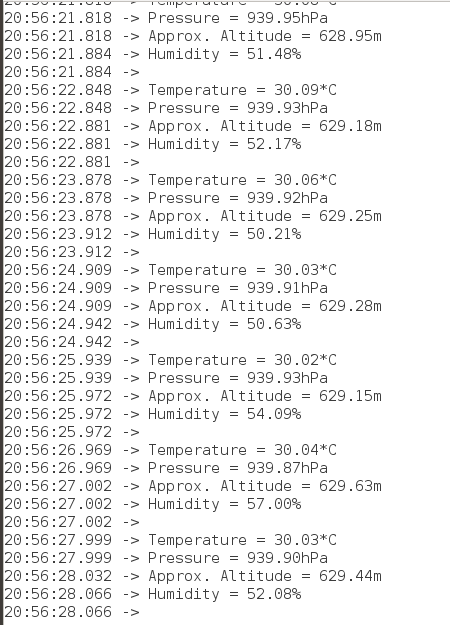 20:56:21.818 -> Pressure = 939.95hPa
20:56:21.884 -> Approx. Altitude = 628.95m
20:56:21.884 -> Humidity = 51.48%
20:56:21.884 ->
20:56:22.848 -> Temperature = 30.09*C
20:56:22.848 -> Pressure = 939.93hPa
20:56:22.881 -> Approx. Altitude = 629.18m
20:56:22.881 -> Humidity = 52.17%
20:56:22.881 ->
20:56:23.878 -> Temperature = 30.06*C
20:56:23.878 -> Pressure = 939.92hPa
20:56:23.878 -> Approx. Altitude = 629.25m
20:56:23.912 -> Humidity = 50.21%
20:56:23.912 ->
20:56:24.909 -> Temperature = 30.03*C
20:56:24.909 -> Pressure = 939.91hPa
20:56:24.909 -> Approx. Altitude = 629.28m
20:56:24.942 -> Humidity = 50.63%
20:56:24.942 ->
20:56:25.939 -> Temperature = 30.02*C
20:56:25.939 -> Pressure = 939.93hPa
20:56:25.972 -> Approx. Altitude = 629.15m
20:56:25.972 -> Humidity = 54.09%
20:56:25.972 ->
20:56:26.969 -> Temperature = 30.04*C
20:56:26.969 -> Pressure = 939.87hPa
20:56:27.002 -> Approx. Altitude = 629.63m
20:56:27.002 -> Humidity = 57.00%
20:56:27.002 ->
20:56:27.999 -> Temperature = 30.03*C
20:56:27.999 -> Pressure = 939.90hPa
20:56:28.032 -> Approx. Altitude = 629.44m
20:56:28.066 -> Humidity = 52.08%
20:56:28.066 ->